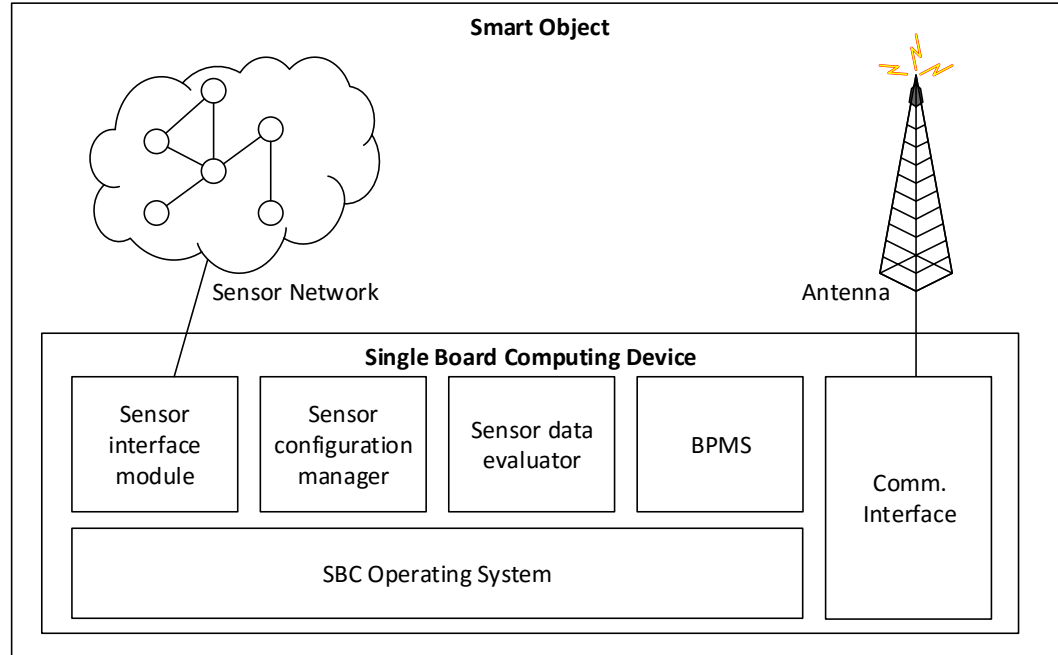 Smart Object
Sensor Network
Antenna
Single Board Computing Device
Sensor
interface
module
Sensor
configuration
manager
Sensor data
evaluator
BPMS
Comm.
Interface
SBC Operating System